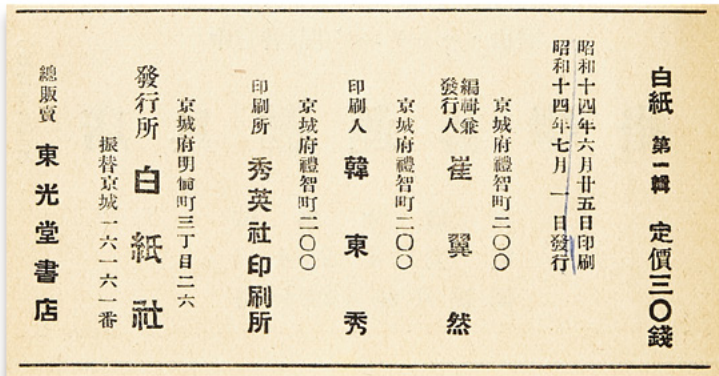 白紙 第一輯 定價三〇錢
昭和十四年六月廿五日印刷
昭和十四年七月 一日發行
京城府禮智町二〇〇
編輯兼
發行人 崔翼然
京城府禮智町二〇〇
印刷人 韓東秀
京城府禮智町二〇〇
印刷所 秀英社印刷所
京城府明倫町三丁目二六
發行所 白紙社
振替京城一六一六一番
總販賣 東光堂書店